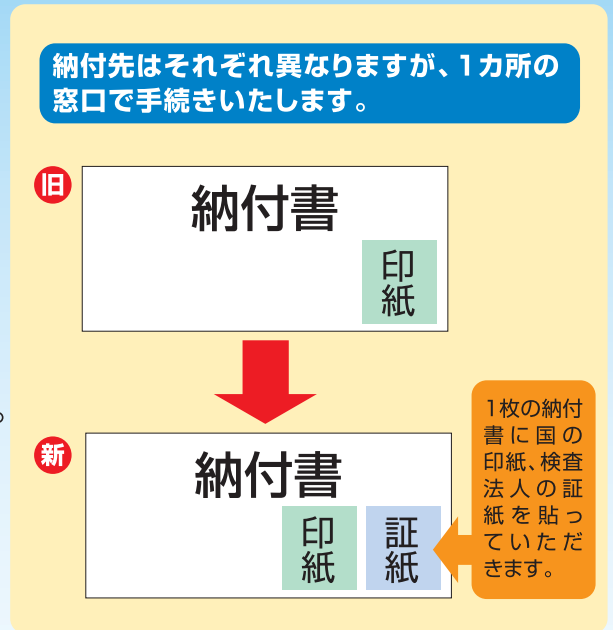 納付先はそれぞれ異なりますが、1カ所の
窓口で手続きいたします。
旧
納付書
印
紙
新
納付書
印
紙
証
紙
1枚の納付
書に国の
印紙、検査
法人の証
紙を貼っ
ていただ
きます。